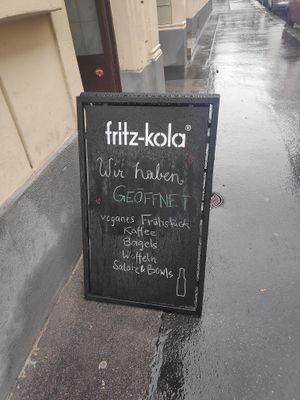 fritz-kola®
Wir haben
GEÖFFNET
veganes Frühstück
Kaffee
Bagels
Waffeln
Salate & Bowls